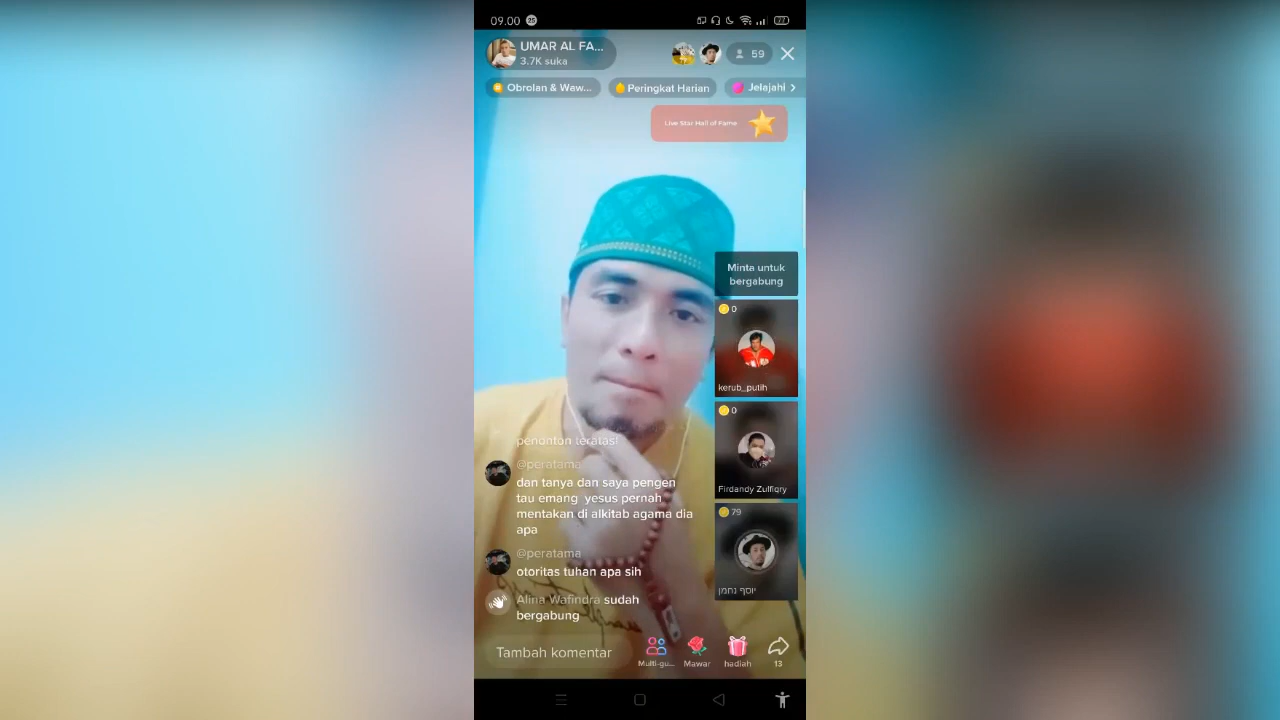 09.00
UMAR AL FA...
3.7K suka
59
Obrolan & Waw...
Peringkat Harian
Jelajahi
Live Star Hall of Fame
Minta untuk
bergabung
0
kerub_putih
0
Firdandy Zulfiqry
79
יוסף נחמן
penonton teratas!
@peratama
dan tanya dan saya pengen
tau emang yesus pernah
mentakan di alkitab agama dia
apa
@peratama
otoritas tuhan apa sih
Alina Wafindra sudah
bergabung
Tambah komentar
Multi-gu...
Mawar
hadiah
13